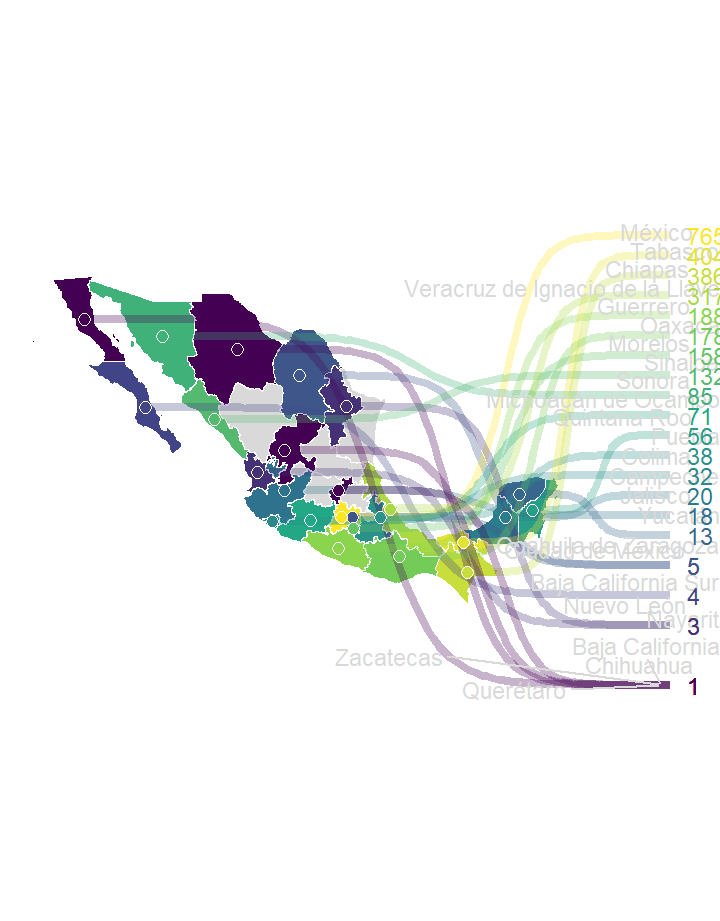 México 765
Tabasco 404
Chiapas 386
Veracruz de Ignacio de la Llave 317
Guerrero 188
Oaxaca 178
Morelos 158
Sinaloa 132
Sonora 85
Michoacán de Ocampo 71
Quintana Roo 56
Puebla 38
Colima 32
Campeche 20
Jalisco 18
Yucatán 13
Coahuila de Zaragoza
Ciudad de México 5
Baja California Sur 4
Nuevo León
Nayarit 3
Baja California
Zacatecas
Chihuahua
1
Querétaro